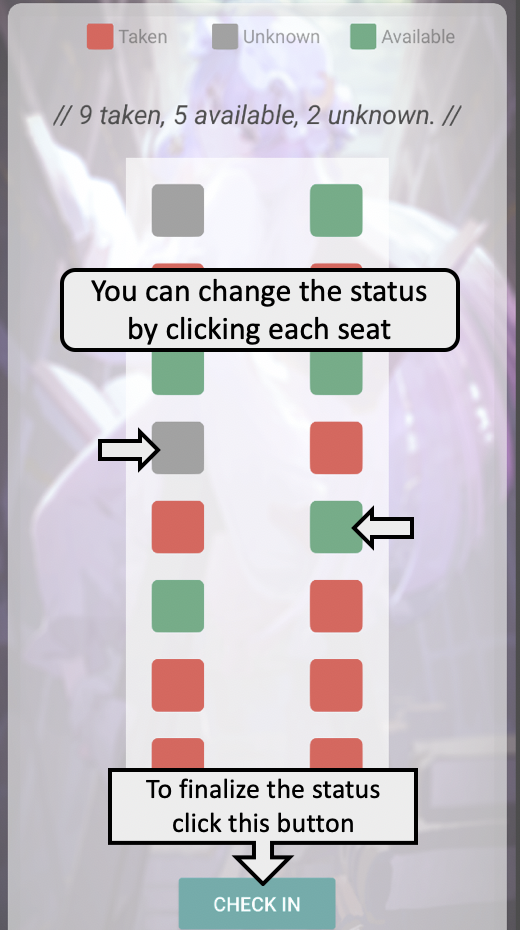 Taken Unknown Available
// 9 taken, 5 available, 2 unknown. //
You can change the status
by clicking each seat
To finalize the status
click this button
CHECK IN